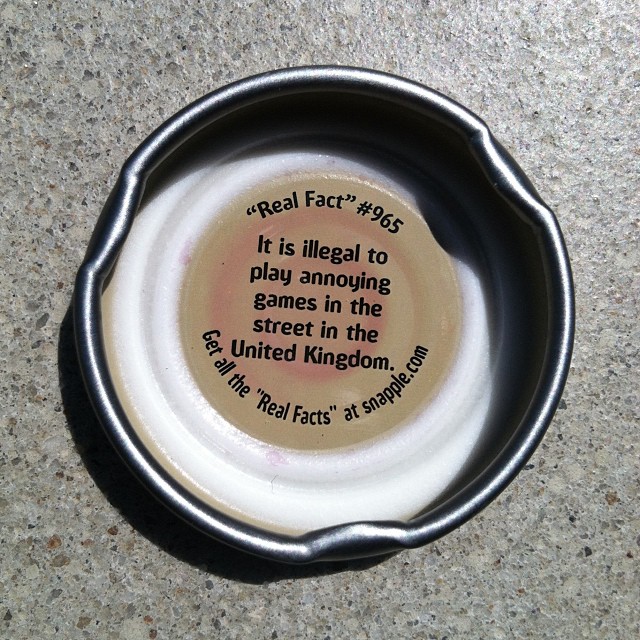 “Real Fact” #965
It is illegal to
play annoying
games in the
street in the
United Kingdom.
Get all the "Real Facts" at snapple.com